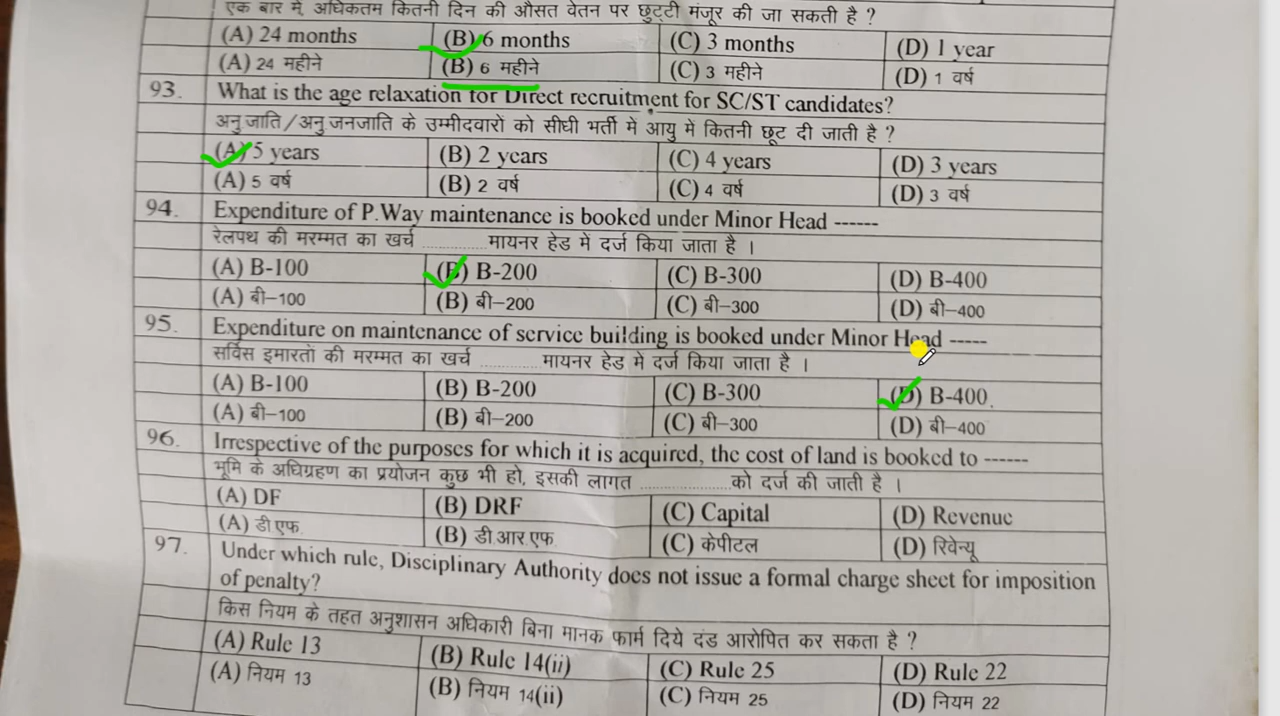 एक बार में अधिकतम कितनी दिन की औसत वेतन पर छुट्टी मंजूर की जा सकती है ?
(A) 24 months (B) 6 months (C) 3 months (D) 1 year
(A) 24 महीने (B) 6 महीने (C) 3 महीने (D) 1 वर्ष
93. What is the age relaxation for Direct recruitment for SC/ST candidates?
अनुजाति/अनुजनजाति के उम्मीदवारों को सीधी भर्ती में आयु में कितनी छूट दी जाती है ?
(A) 5 years (B) 2 years (C) 4 years (D) 3 years
(A) 5 वर्ष (B) 2 वर्ष (C) 4 वर्ष (D) 3 वर्ष
94. Expenditure of P.Way maintenance is booked under Minor Head ------
रेलपथ की मरम्मत का खर्च ............... मायनर हेड में दर्ज किया जाता है ।
(A) B-100 (B) B-200 (C) B-300 (D) B-400
(A) बी–100 (B) बी–200 (C) बी–300 (D) बी–400
95. Expenditure on maintenance of service building is booked under Minor Head -----
सर्विस इमारतों की मरम्मत का खर्च ............... मायनर हेड मे दर्ज किया जाता है ।
(A) B-100 (B) B-200 (C) B-300 (D) B-400.
(A) बी–100 (B) बी–200 (C) बी–300 (D) बी–400
96. Irrespective of the purposes for which it is acquired, the cost of land is booked to ------
भूमि के अधिग्रहण का प्रयोजन कुछ भी हो, इसकी लागत ..................... को दर्ज की जाती है ।
(A) DF (B) DRF (C) Capital (D) Revenue
(A) डी.एफ. (B) डी.आर.एफ. (C) केपीटल (D) रिवेन्यू
97. Under which rule, Disciplinary Authority does not issue a formal charge sheet for imposition
of penalty?
किस नियम के तहत अनुशासन अधिकारी बिना मानक फार्म दिये दंड आरोपित कर सकता है ?
(A) Rule 13 (B) Rule 14(ii) (C) Rule 25 (D) Rule 22
(A) नियम 13 (B) नियम 14(ii) (C) नियम 25 (D) नियम 22